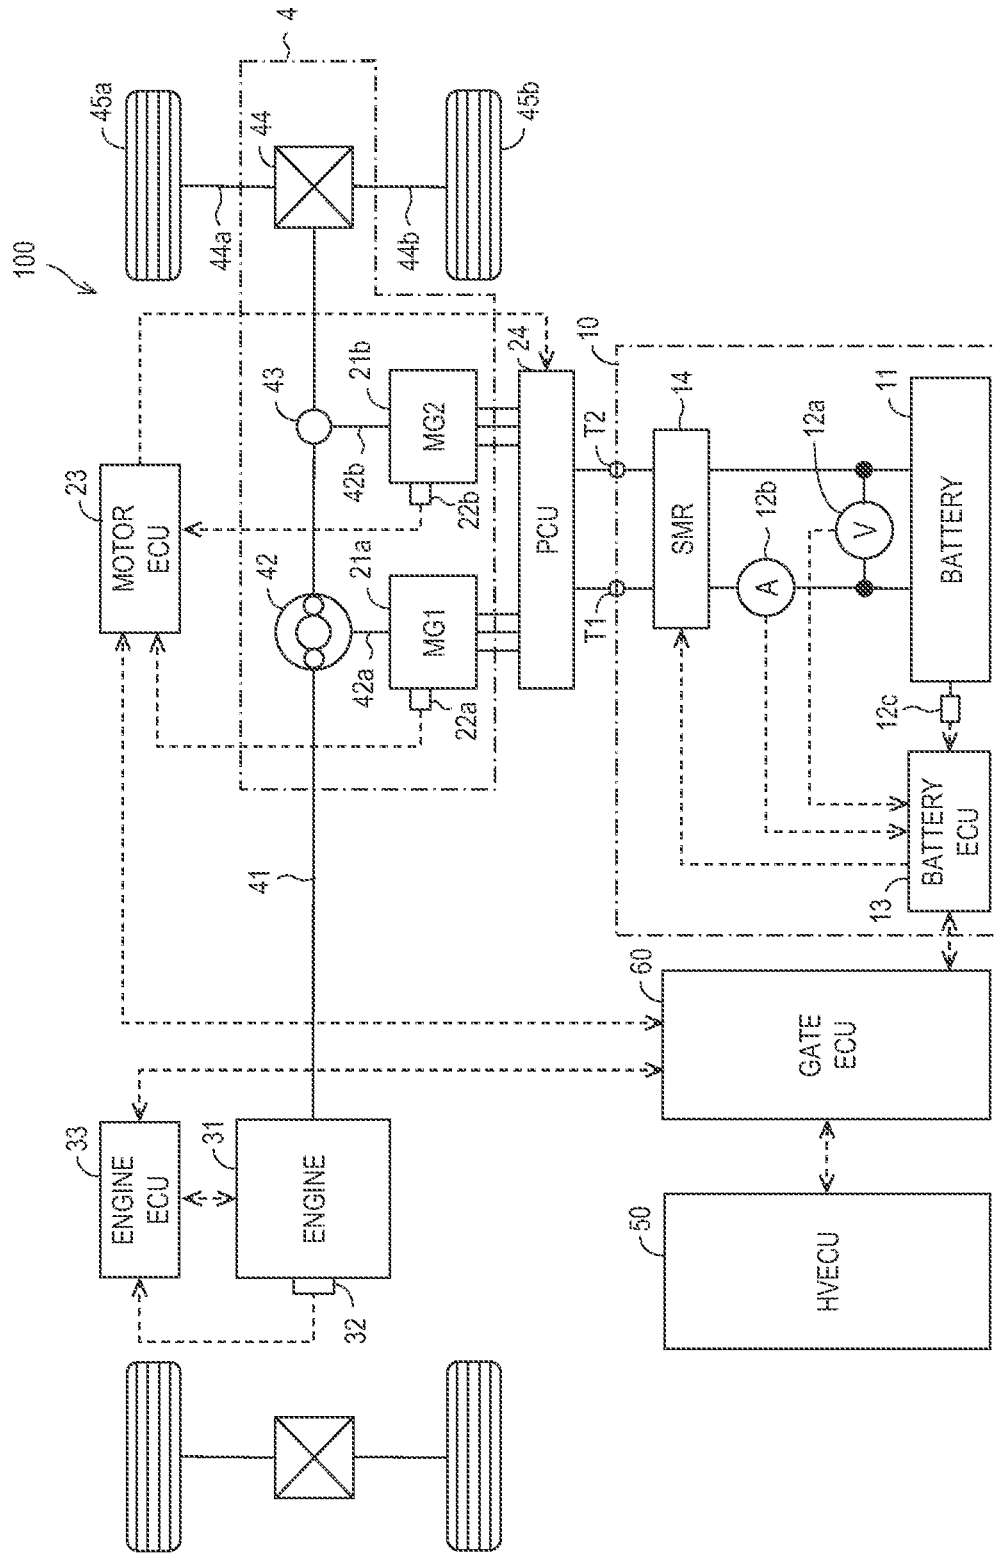 100
45a
44a
44
4
44b
45b
23
MOTOR
ECU
43
42b
21b
MG2
22b
42
42a
21a
MG1
22a
24
PCU
41
T2
T1
10
14
SMR
12b
A
12a
V
11
BATTERY
12c
13
BATTERY
ECU
33
ENGINE
ECU
31
ENGINE
32
60
GATE
ECU
50
HVECU